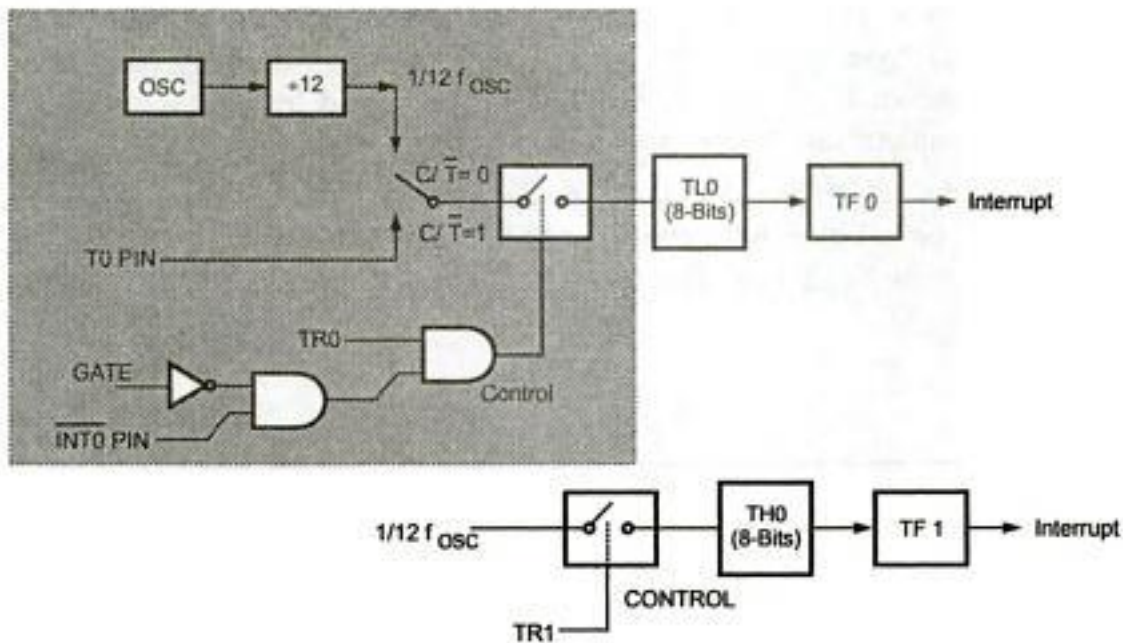 OSC
÷12
1/12 f OSC
C/ T̅ = 0
C/ T̅ =1
T0 PIN
TL0
(8-Bits)
TF 0
Interrupt
TR0
GATE
Control
I̅N̅T̅0̅ PIN
1/12 f OSC
TH0
(8-Bits)
TF 1
Interrupt
CONTROL
TR1